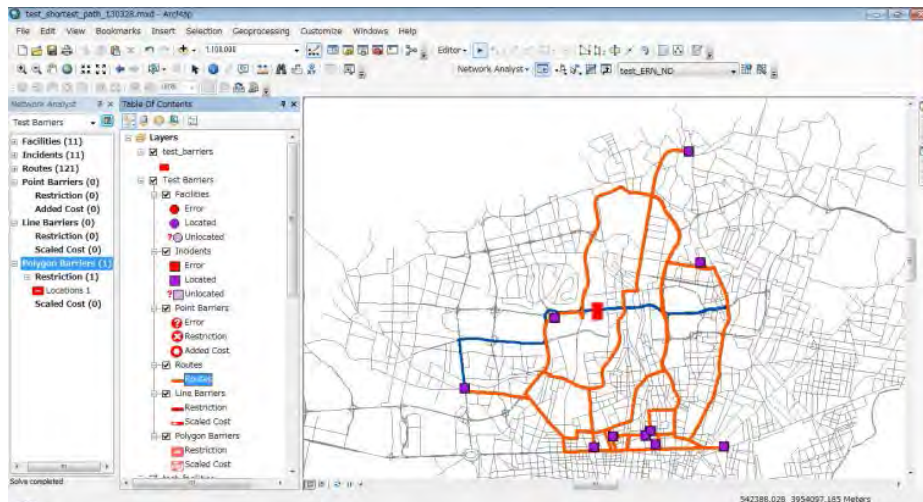 test_shortest_path_130328.mxd - ArcMap
File Edit View Bookmarks Insert Selection Geoprocessing Customize Windows Help
1:108,000
Editor
Network Analyst
test_ERN_ND
Network Analyst
Test Barriers
Facilities (11)
Incidents (11)
Routes (121)
Point Barriers (0)
Restriction (0)
Added Cost (0)
Line Barriers (0)
Restriction (0)
Scaled Cost (0)
Polygon Barriers (1)
Restriction (1)
Locations 1
Scaled Cost (0)
Table Of Contents
Layers
test_barriers
Test Barriers
Facilities
Error
Located
Unlocated
Incidents
Error
Located
Unlocated
Point Barriers
Error
Restriction
Added Cost
Routes
Routes
Line Barriers
Restriction
Scaled Cost
Polygon Barriers
Restriction
Scaled Cost
Solve completed
542388.028 3954097.185 Meters